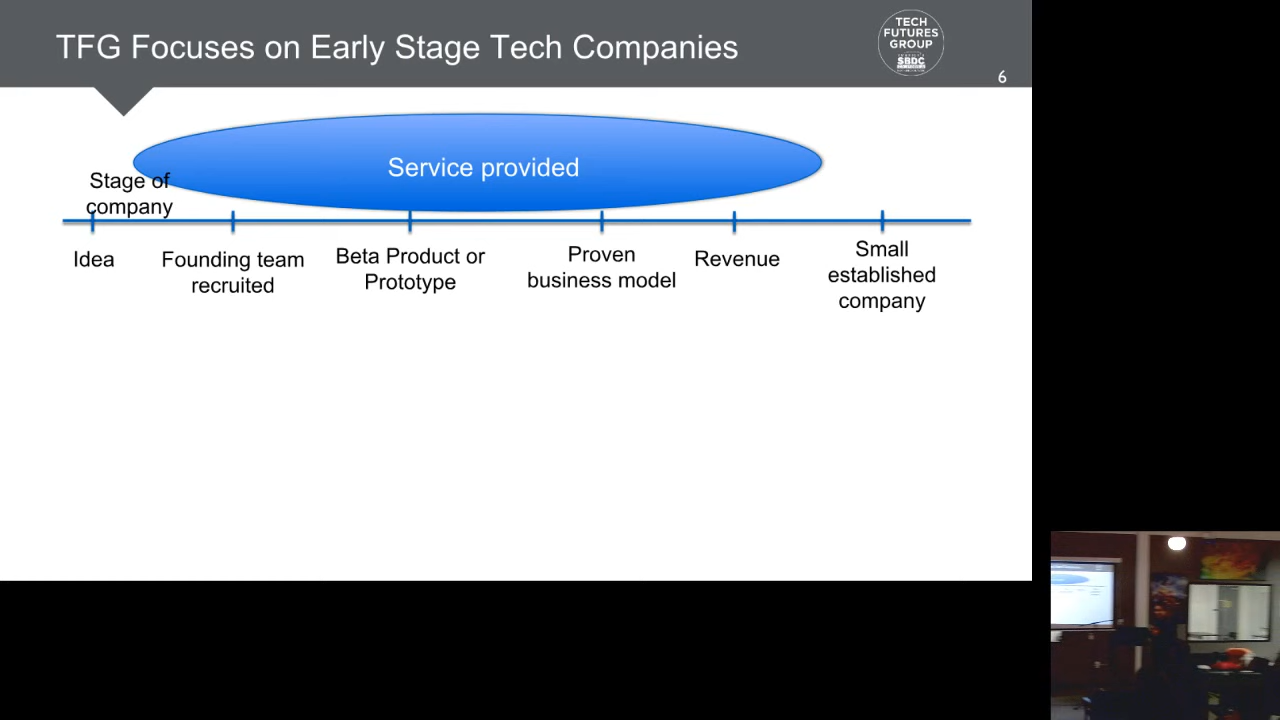 TFG Focuses on Early Stage Tech Companies
TECH
FUTURES
GROUP
SBDC
6
Service provided
Stage of
company
Idea
Founding team
recruited
Beta Product or
Prototype
Proven
business model
Revenue
Small
established
company